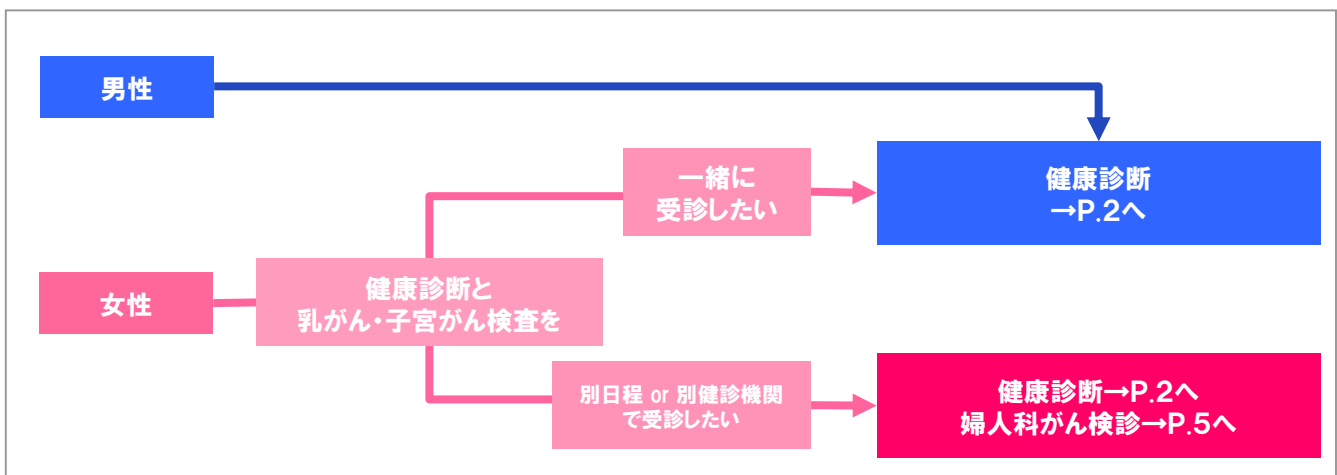 男性
一緒に
受診したい
健康診断
→P.2へ
女性
健康診断と
乳がん・子宮がん検査を
別日程 or 別健診機関
で受診したい
健康診断→P.2へ
婦人科がん検診→P.5へ